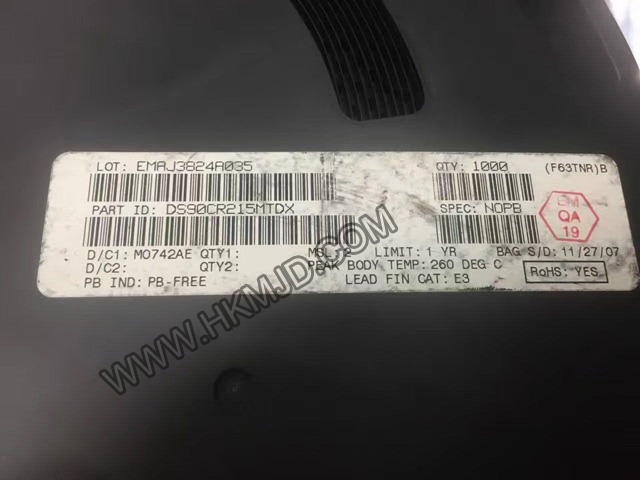 LOT: EMAJ3824A035
QTY: 1000
(F63TNR)B
PART ID: DS90CR215MTDX
SPEC: NOPB
EM
QA
19
D/C1: M0742AE QTY1:
LIMIT: 1 YR
BAG S/D: 11/27/07
D/C2: QTY2:
PEAK BODY TEMP: 260 DEG C
RoHS: YES
PB IND: PB-FREE
LEAD FIN CAT: E3
WWW.HKMJD.COM